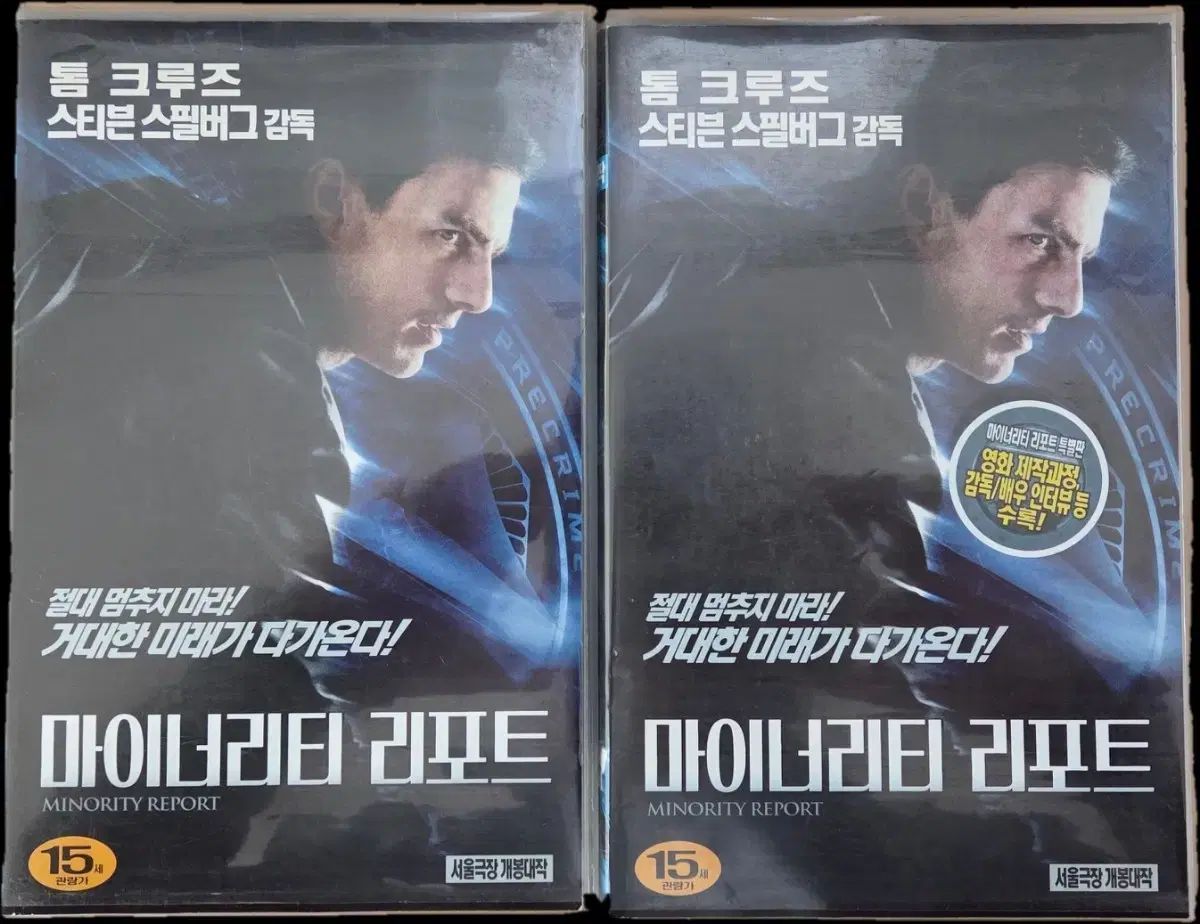 톰 크루즈
스티븐 스필버그 감독
PRECRIME
절대 멈추지 마라!
거대한 미래가 다가온다!
마이너리티 리포트
MINORITY REPORT
15세
관람가
서울극장 개봉대작
톰 크루즈
스티븐 스필버그 감독
PRECRIME
마이너리티 리포트 특별판
영화 제작과정,
감독/배우 인터뷰 등
수록!
절대 멈추지 마라!
거대한 미래가 다가온다!
마이너리티 리포트
MINORITY REPORT
15세
관람가
서울극장 개봉대작